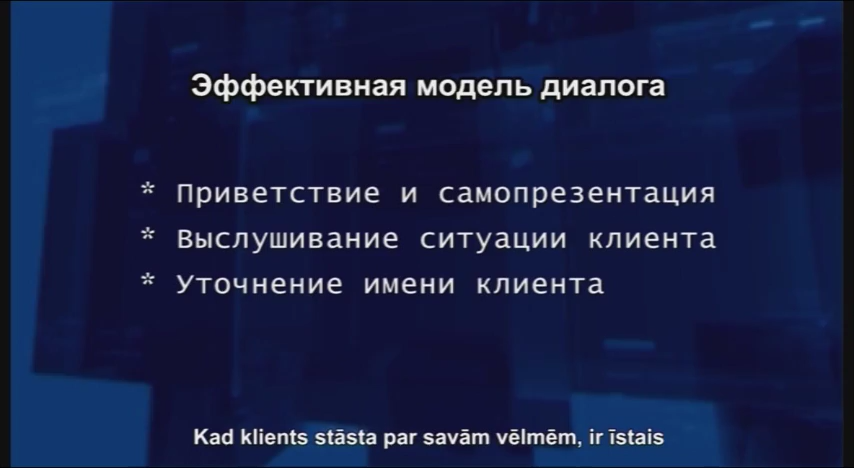 Эффективная модель диалога
* Приветствие и самопрезентация
* Выслушивание ситуации клиента
* Уточнение имени клиента
Kad klients stāsta par savām vēlmēm, ir īstais